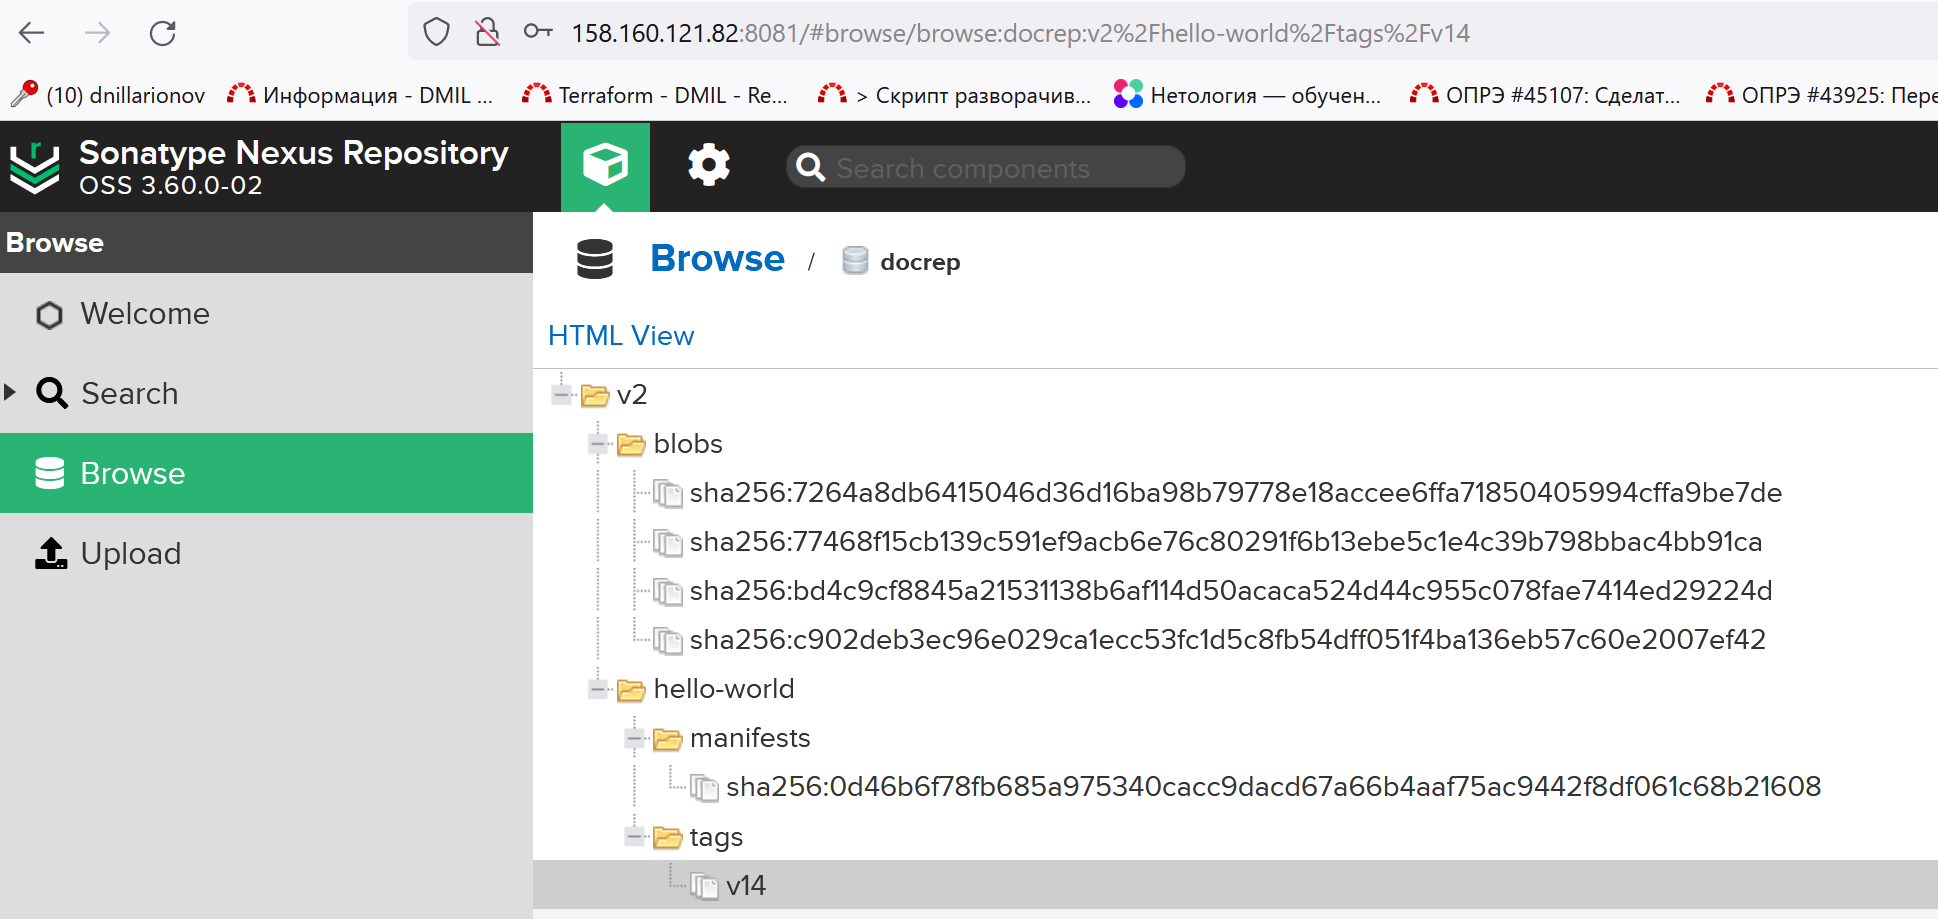 158.160.121.82:8081/#browse/browse:docrep:v2%2Fhello-world%2Ftags%2Fv14
(10) dnillarionov Информация - DMIL ... Terraform - DMIL - Re... > Скрипт разворачив... Нетология — обучен... ОПРЭ #45107: Сделат... ОПРЭ #43925: Пере
Sonatype Nexus Repository
OSS 3.60.0-02
Search components
Browse
Welcome
Search
Browse
Upload
Browse / docrep
HTML View
v2
blobs
sha256:7264a8db6415046d36d16ba98b79778e18accee6ffa71850405994cffa9be7de
sha256:77468f15cb139c591ef9acb6e76c80291f6b13ebe5c1e4c39b798bbac4bb91ca
sha256:bd4c9cf8845a21531138b6af114d50acaca524d44c955c078fae7414ed29224d
sha256:c902deb3ec96e029ca1ecc53fc1d5c8fb54dff051f4ba136eb57c60e2007ef42
hello-world
manifests
sha256:0d46b6f78fb685a975340cacc9dacd67a66b4aaf75ac9442f8df061c68b21608
tags
v14